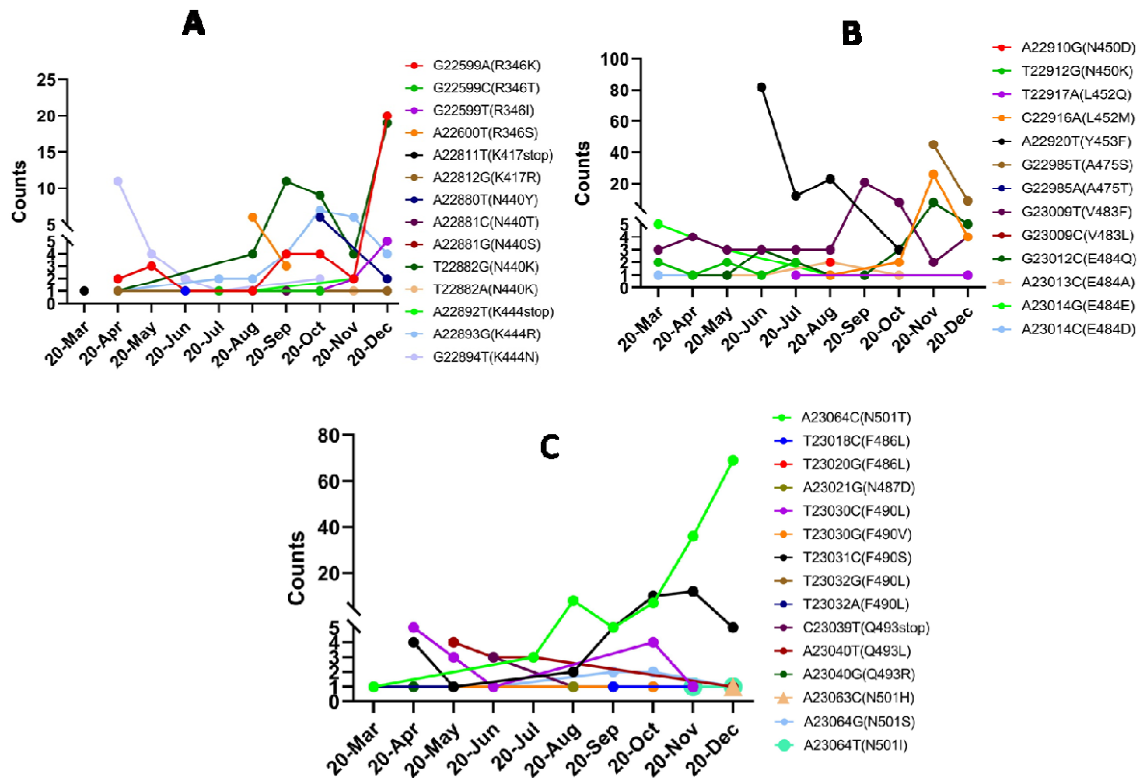 A
25
20
15
10
5
5
4
3
2
1
0
Counts
20-Mar
20-Apr
20-May
20-Jun
20-Jul
20-Aug
20-Sep
20-Oct
20-Nov
20-Dec
G22599A(R346K)
G22599C(R346T)
G22599T(R346I)
A22600T(R346S)
A22811T(K417stop)
A22812G(K417R)
A22880T(N440Y)
A22881C(N440T)
A22881G(N440S)
T22882G(N440K)
T22882A(N440K)
A22892T(K444stop)
A22893G(K444R)
G22894T(K444N)
B
100
80
60
40
20
5
4
3
2
1
0
Counts
20-Mar
20-Apr
20-May
20-Jun
20-Jul
20-Aug
20-Sep
20-Oct
20-Nov
20-Dec
A22910G(N450D)
T22912G(N450K)
T22917A(L452Q)
C22916A(L452M)
A22920T(Y453F)
G22985T(A475S)
G22985A(A475T)
G23009T(V483F)
G23009C(V483L)
G23012C(E484Q)
A23013C(E484A)
A23014G(E484E)
A23014C(E484D)
C
80
60
40
20
5
4
3
2
1
0
Counts
20-Mar
20-Apr
20-May
20-Jun
20-Jul
20-Aug
20-Sep
20-Oct
20-Nov
20-Dec
A23064C(N501T)
T23018C(F486L)
T23020G(F486L)
A23021G(N487D)
T23030C(F490L)
T23030G(F490V)
T23031C(F490S)
T23032G(F490L)
T23032A(F490L)
C23039T(Q493stop)
A23040T(Q493L)
A23040G(Q493R)
A23063C(N501H)
A23064G(N501S)
A23064T(N501I)